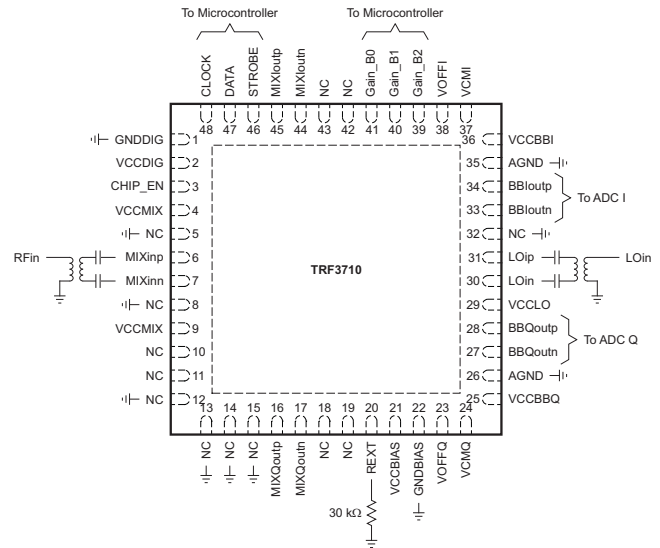 To Microcontroller
To Microcontroller
CLOCK
DATA
STROBE
MIXIoutp
MIXIoutn
NC
NC
Gain_B0
Gain_B1
Gain_B2
VOFFI
VCMI
48 47 46 45 44 43 42 41 40 39 38 37
GNDDIG 1
VCCDIG 2
CHIP_EN 3
VCCMIX 4
NC 5
RFin
MIXinp 6
MIXinn 7
NC 8
VCCMIX 9
NC 10
NC 11
NC 12
TRF3710
36 VCCBBI
35 AGND
34 BBIoutp
33 BBIoutn
To ADC I
32 NC
31 LOip
30 LOin
LOin
29 VCCLO
28 BBQoutp
27 BBQoutn
To ADC Q
26 AGND
25 VCCBBQ
13 14 15 16 17 18 19 20 21 22 23 24
NC
NC
NC
MIXQoutp
MIXQoutn
NC
NC
REXT
VCCBIAS
GNDBIAS
VOFFQ
VCMQ
30 kΩ